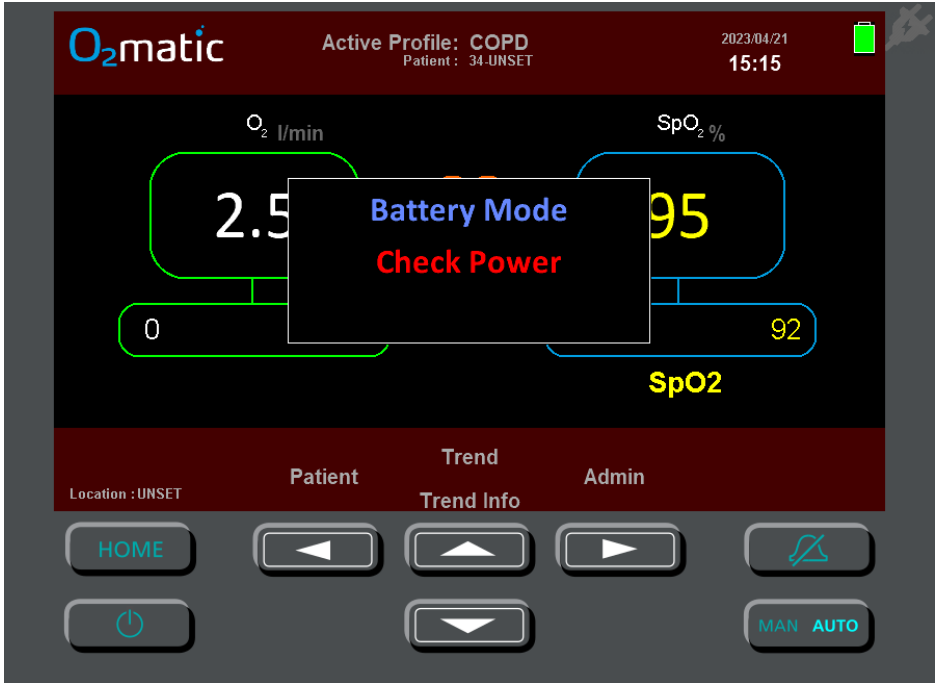 O2matic
Active Profile: COPD
Patient : 34-UNSET
2023/04/21
15:15
O2 l/min
SpO2 %
2.5
95
Battery Mode
Check Power
0
92
SpO2
Trend
Patient
Admin
Location :UNSET
Trend Info
HOME
MAN AUTO